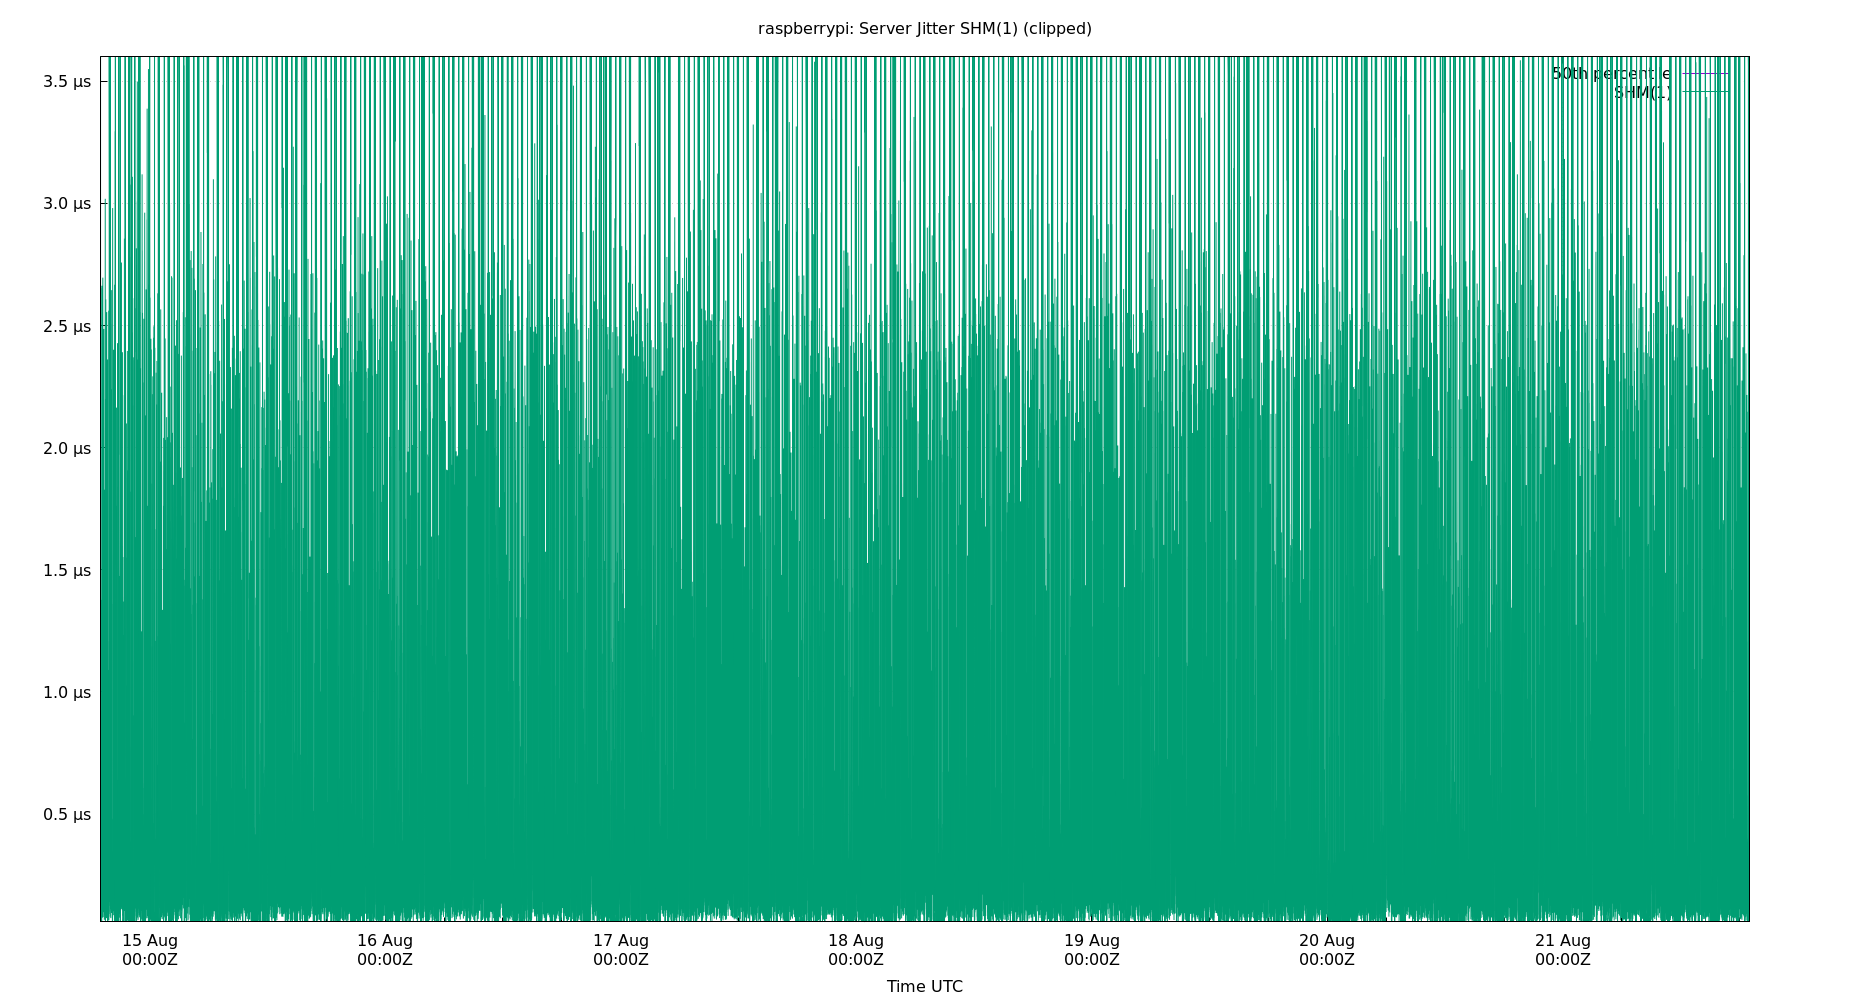 raspberrypi: Server Jitter SHM(1) (clipped)
50th percentile
SHM(1)
3.5 µs
3.0 µs
2.5 µs
2.0 µs
1.5 µs
1.0 µs
0.5 µs
15 Aug 16 Aug 17 Aug 18 Aug 19 Aug 20 Aug 21 Aug
00:00Z 00:00Z 00:00Z 00:00Z 00:00Z 00:00Z 00:00Z
Time UTC